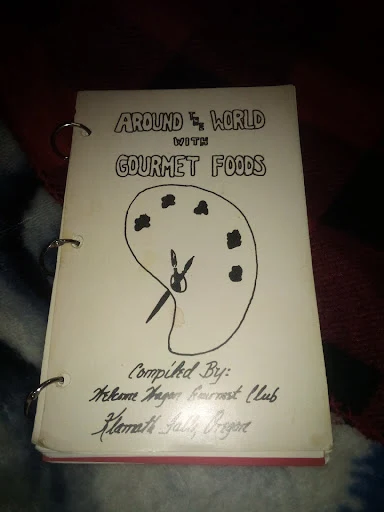 AROUND THE WORLD
WITH
GOURMET FOODS
Compiled By:
Welcome Wagon Gourmet Club
Klamath Falls, Oregon